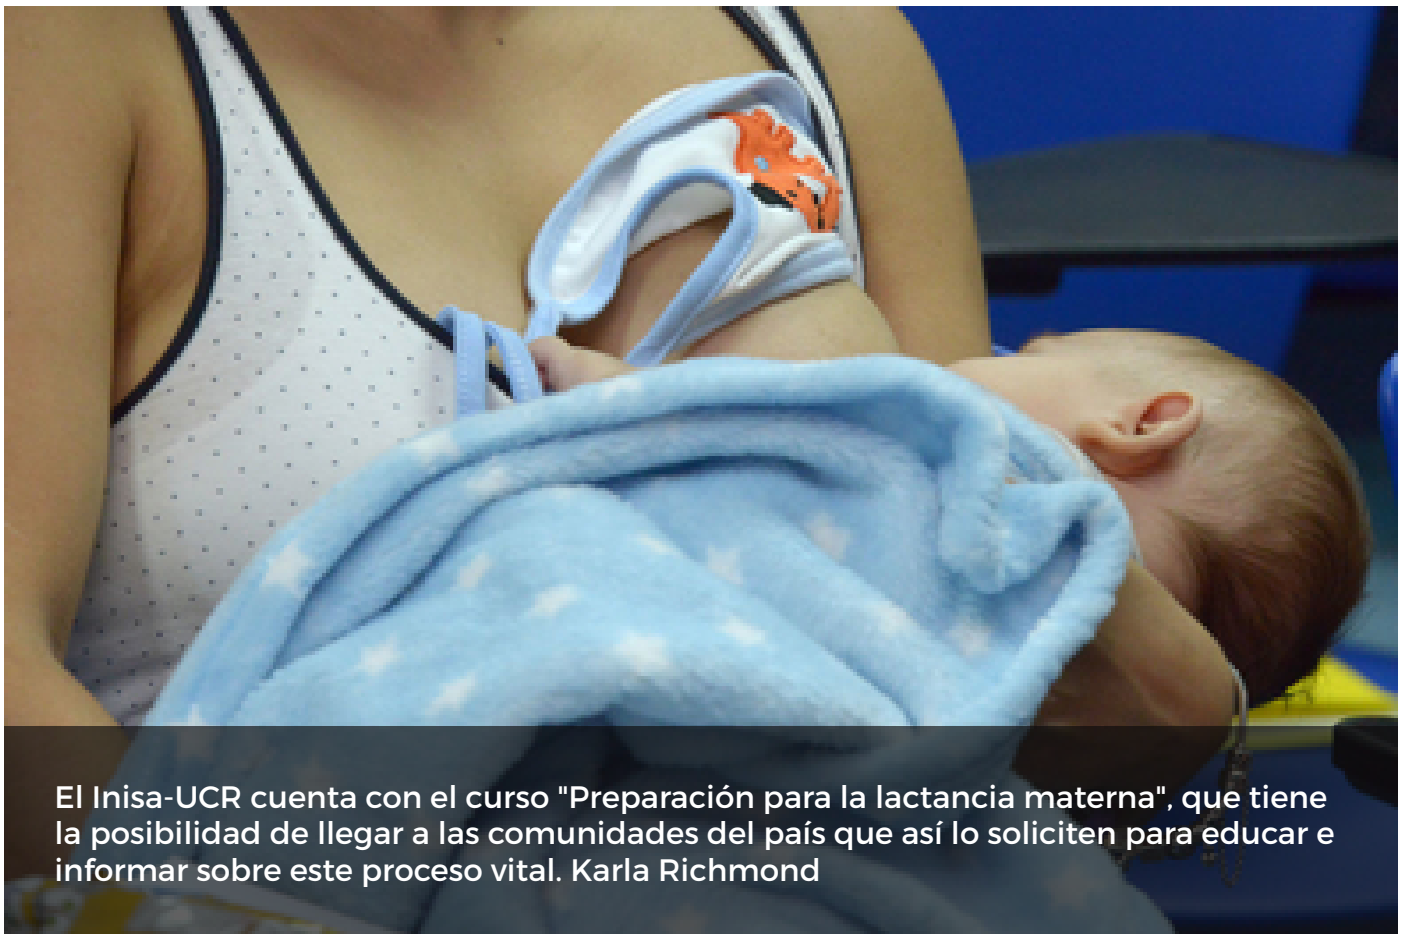 El Inisa-UCR cuenta con el curso "Preparación para la lactancia materna", que tiene
la posibilidad de llegar a las comunidades del país que así lo soliciten para educar e
informar sobre este proceso vital. Karla Richmond